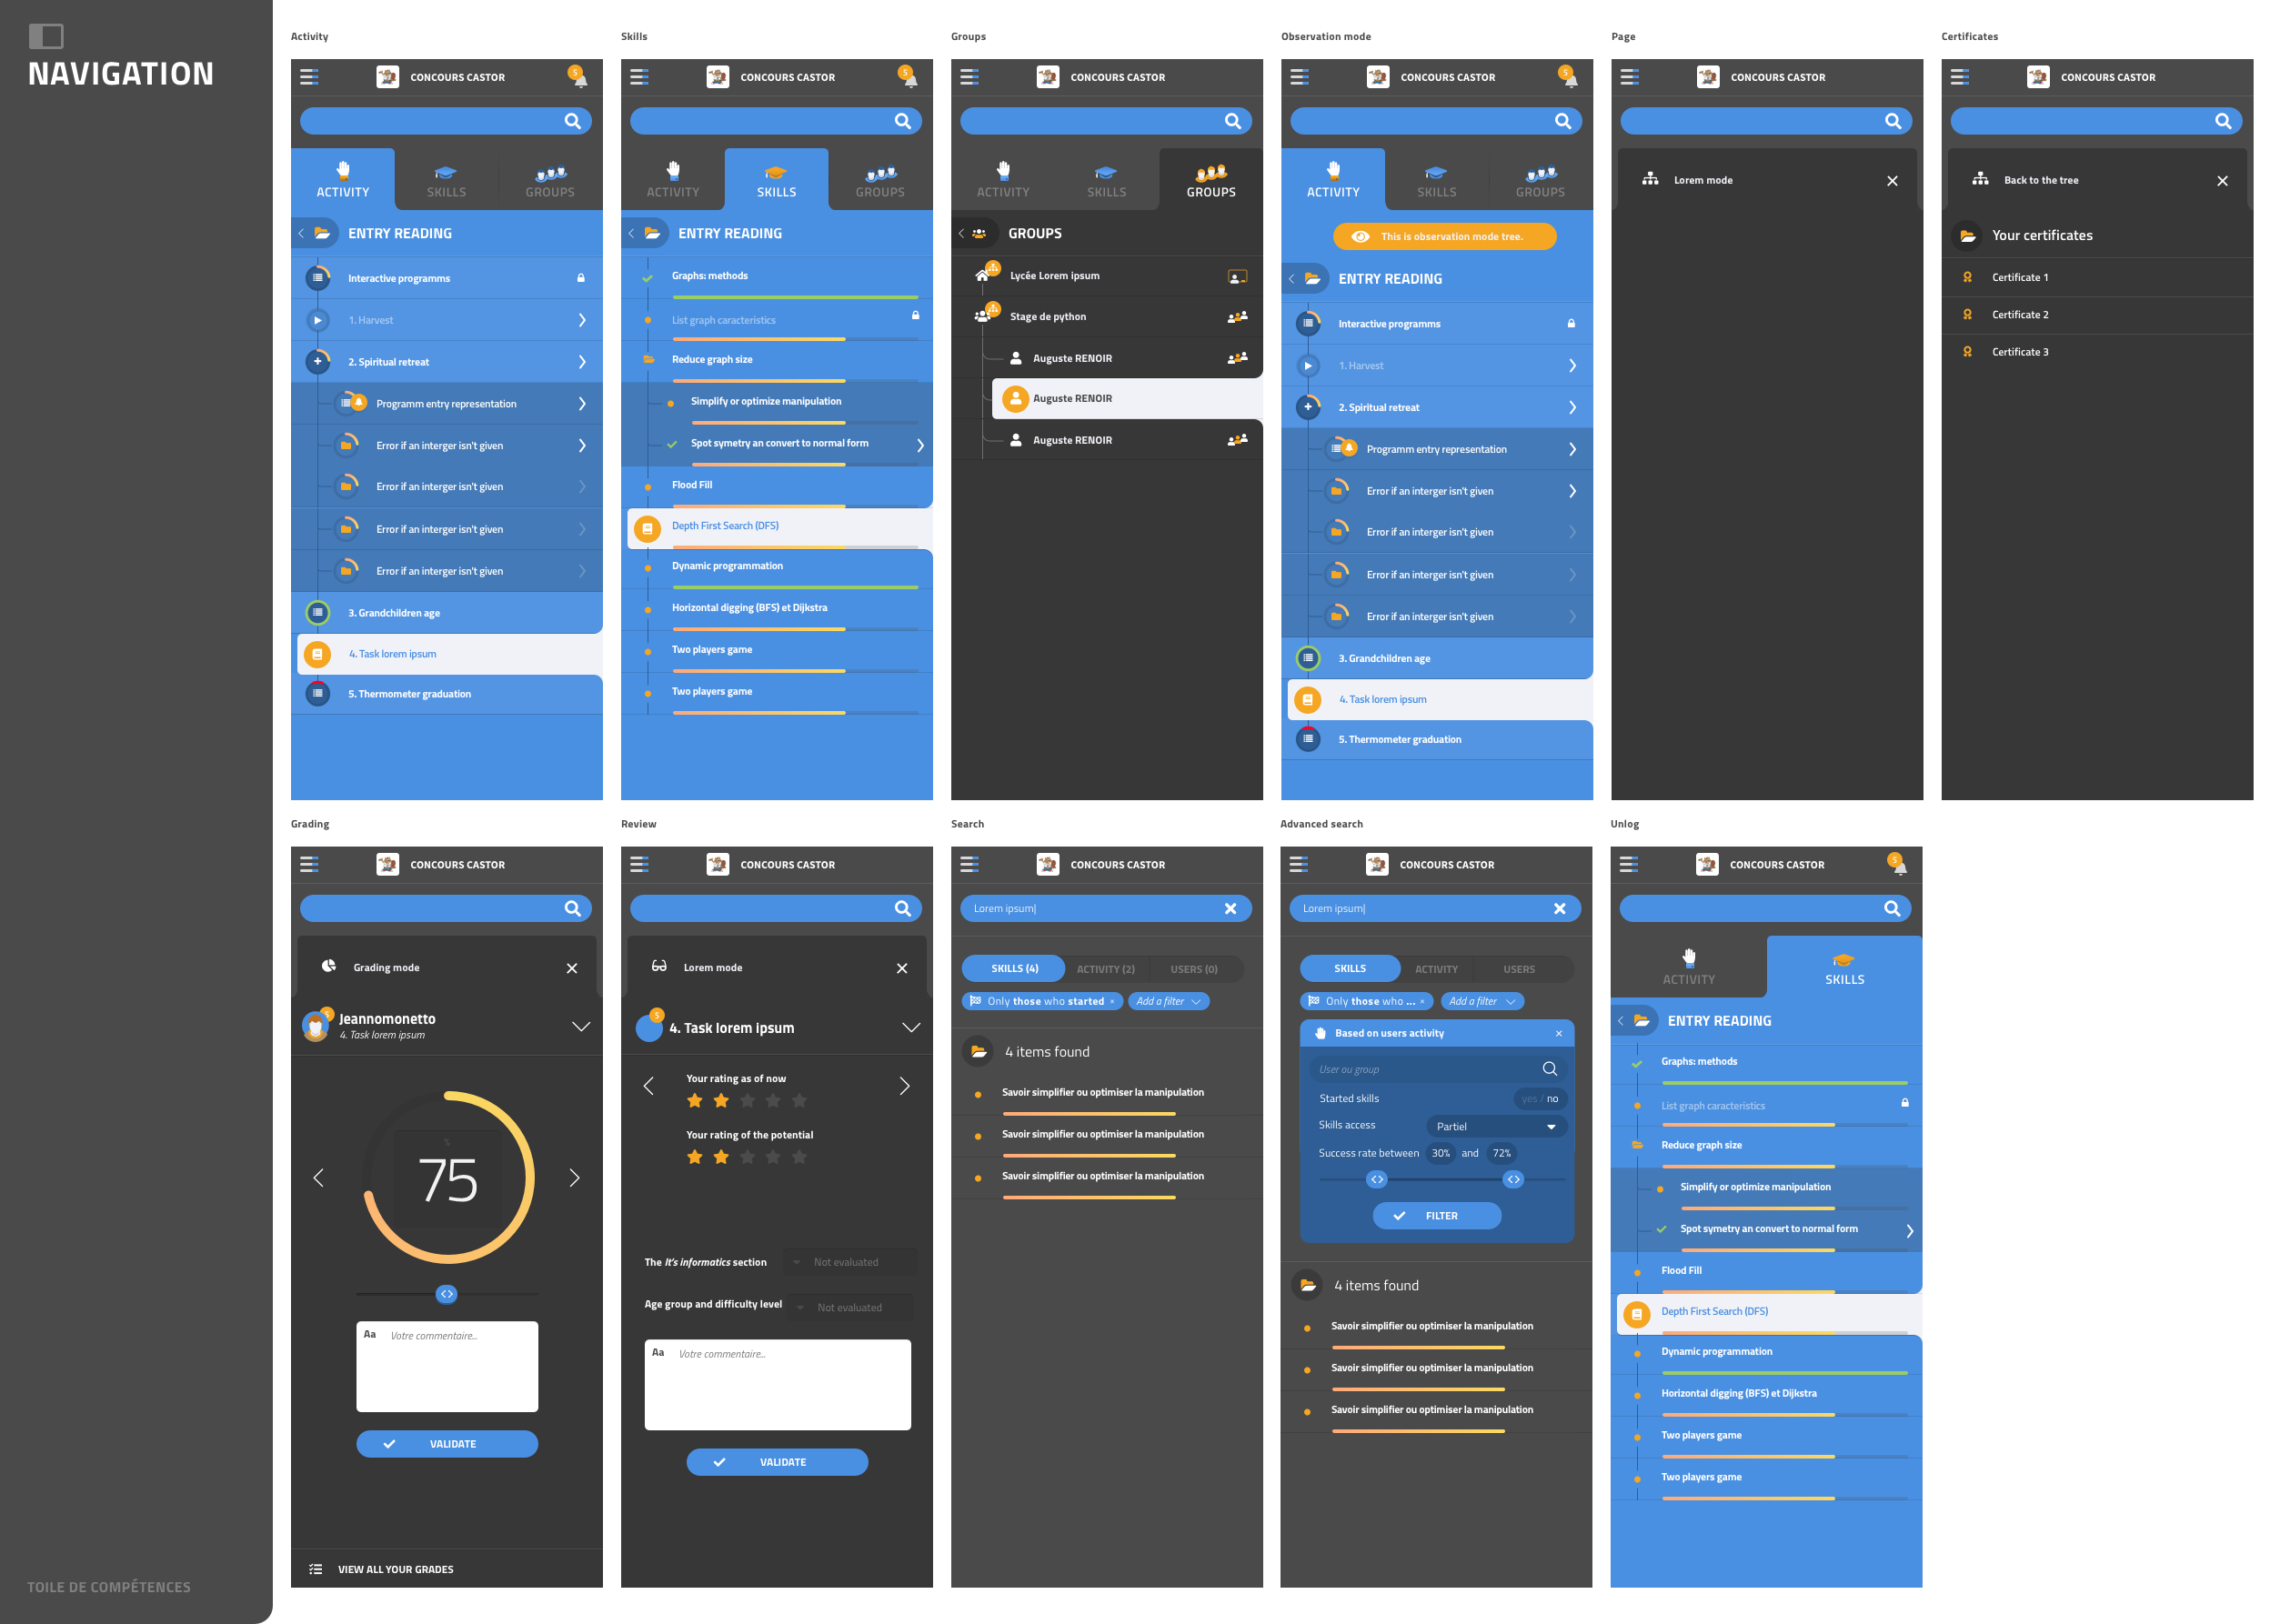 NAVIGATION
TOILE DE COMPÉTENCES
Activity
5
CONCOURS CASTOR
ACTIVITY
SKILLS
GROUPS
ENTRY READING
Interactive programms
1. Harvest
2. Spiritual retreat
Programm entry representation
Error if an interger isn't given
Error if an interger isn't given
Error if an interger isn't given
Error if an interger isn't given
3. Grandchildren age
4. Task lorem ipsum
5. Thermometer graduation
Skills
5
CONCOURS CASTOR
ACTIVITY
SKILLS
GROUPS
ENTRY READING
Graphs: methods
List graph caracteristics
Reduce graph size
Simplify or optimize manipulation
Spot symetry an convert to normal form
Flood Fill
Depth First Search (DFS)
Dynamic programmation
Horizontal digging (BFS) et Dijkstra
Two players game
Two players game
Groups
CONCOURS CASTOR
ACTIVITY
SKILLS
GROUPS
GROUPS
Lycée Lorem ipsum
Stage de python
Auguste RENOIR
Auguste RENOIR
Auguste RENOIR
Observation mode
5
CONCOURS CASTOR
ACTIVITY
SKILLS
GROUPS
This is observation mode tree.
ENTRY READING
Interactive programms
1. Harvest
2. Spiritual retreat
Programm entry representation
Error if an interger isn't given
Error if an interger isn't given
Error if an interger isn't given
Error if an interger isn't given
3. Grandchildren age
4. Task lorem ipsum
5. Thermometer graduation
Page
CONCOURS CASTOR
Lorem mode
Certificates
CONCOURS CASTOR
Back to the tree
Your certificates
Certificate 1
Certificate 2
Certificate 3
Grading
CONCOURS CASTOR
Grading mode
5
Jeannomonetto
4. Task lorem ipsum
%
75
Aa
Votre commentaire...
VALIDATE
VIEW ALL YOUR GRADES
Review
CONCOURS CASTOR
Lorem mode
5
4. Task lorem ipsum
Your rating as of now
Your rating of the potential
The It's informatics section
Not evaluated
Age group and difficulty level
Not evaluated
Aa
Votre commentaire...
VALIDATE
Search
CONCOURS CASTOR
Lorem ipsum|
SKILLS (4)
ACTIVITY (2)
USERS (0)
Only those who started ×
Add a filter
4 items found
Savoir simplifier ou optimiser la manipulation
Savoir simplifier ou optimiser la manipulation
Savoir simplifier ou optimiser la manipulation
Advanced search
CONCOURS CASTOR
Lorem ipsum|
SKILLS
ACTIVITY
USERS
Only those who ... ×
Add a filter
Based on users activity
User or group
Started skills
yes / no
Skills access
Partiel
Success rate between 30% and 72%
FILTER
4 items found
Savoir simplifier ou optimiser la manipulation
Savoir simplifier ou optimiser la manipulation
Savoir simplifier ou optimiser la manipulation
Unlog
5
CONCOURS CASTOR
ACTIVITY
SKILLS
ENTRY READING
Graphs: methods
List graph caracteristics
Reduce graph size
Simplify or optimize manipulation
Spot symetry an convert to normal form
Flood Fill
Depth First Search (DFS)
Dynamic programmation
Horizontal digging (BFS) et Dijkstra
Two players game
Two players game